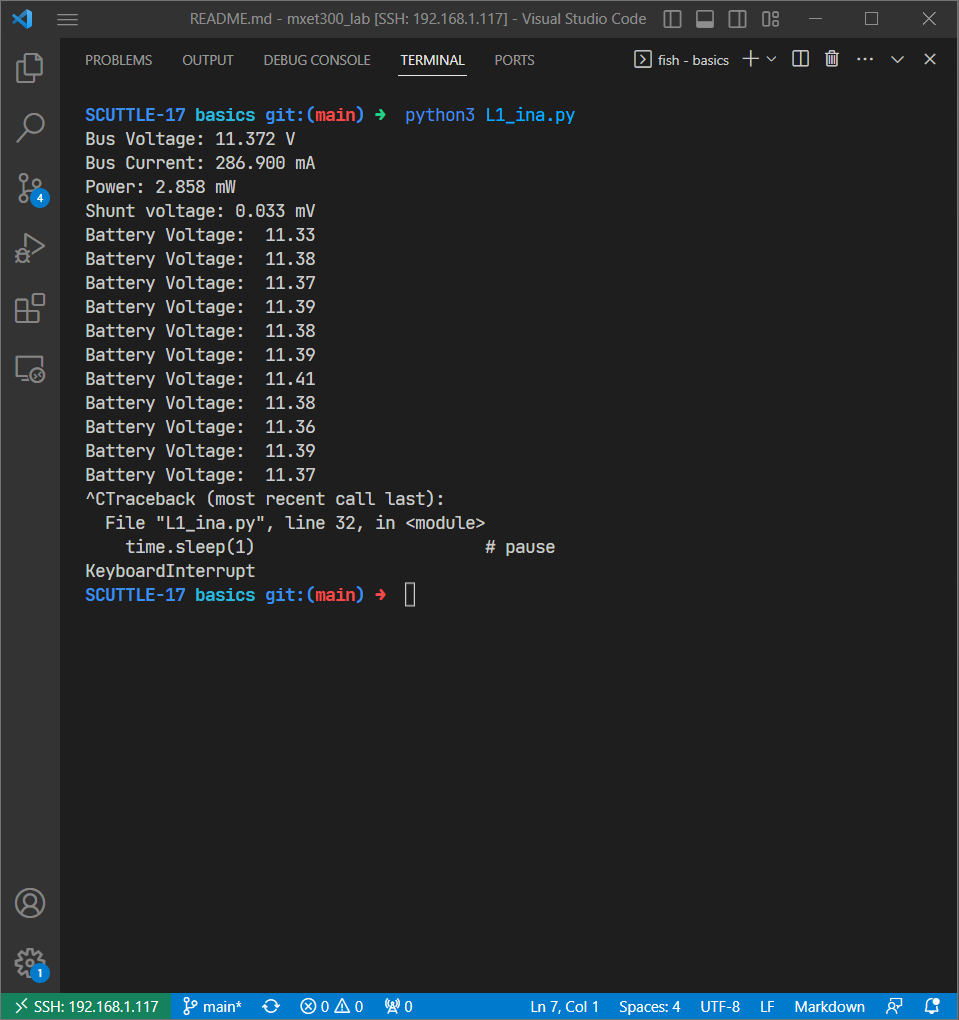 README.md - mxet300_lab [SSH: 192.168.1.117] - Visual Studio Code
PROBLEMS OUTPUT DEBUG CONSOLE TERMINAL PORTS fish - basics
SCUTTLE-17 basics git:(main) ➜ python3 L1_ina.py
Bus Voltage: 11.372 V
Bus Current: 286.900 mA
Power: 2.858 mW
Shunt voltage: 0.033 mV
Battery Voltage:  11.33
Battery Voltage:  11.38
Battery Voltage:  11.37
Battery Voltage:  11.39
Battery Voltage:  11.38
Battery Voltage:  11.39
Battery Voltage:  11.41
Battery Voltage:  11.38
Battery Voltage:  11.36
Battery Voltage:  11.39
Battery Voltage:  11.37
^CTraceback (most recent call last):
  File "L1_ina.py", line 32, in <module>
    time.sleep(1)                       # pause
KeyboardInterrupt
SCUTTLE-17 basics git:(main) ➜
4
1
SSH: 192.168.1.117 main* 0 0 0 Ln 7, Col 1 Spaces: 4 UTF-8 LF Markdown